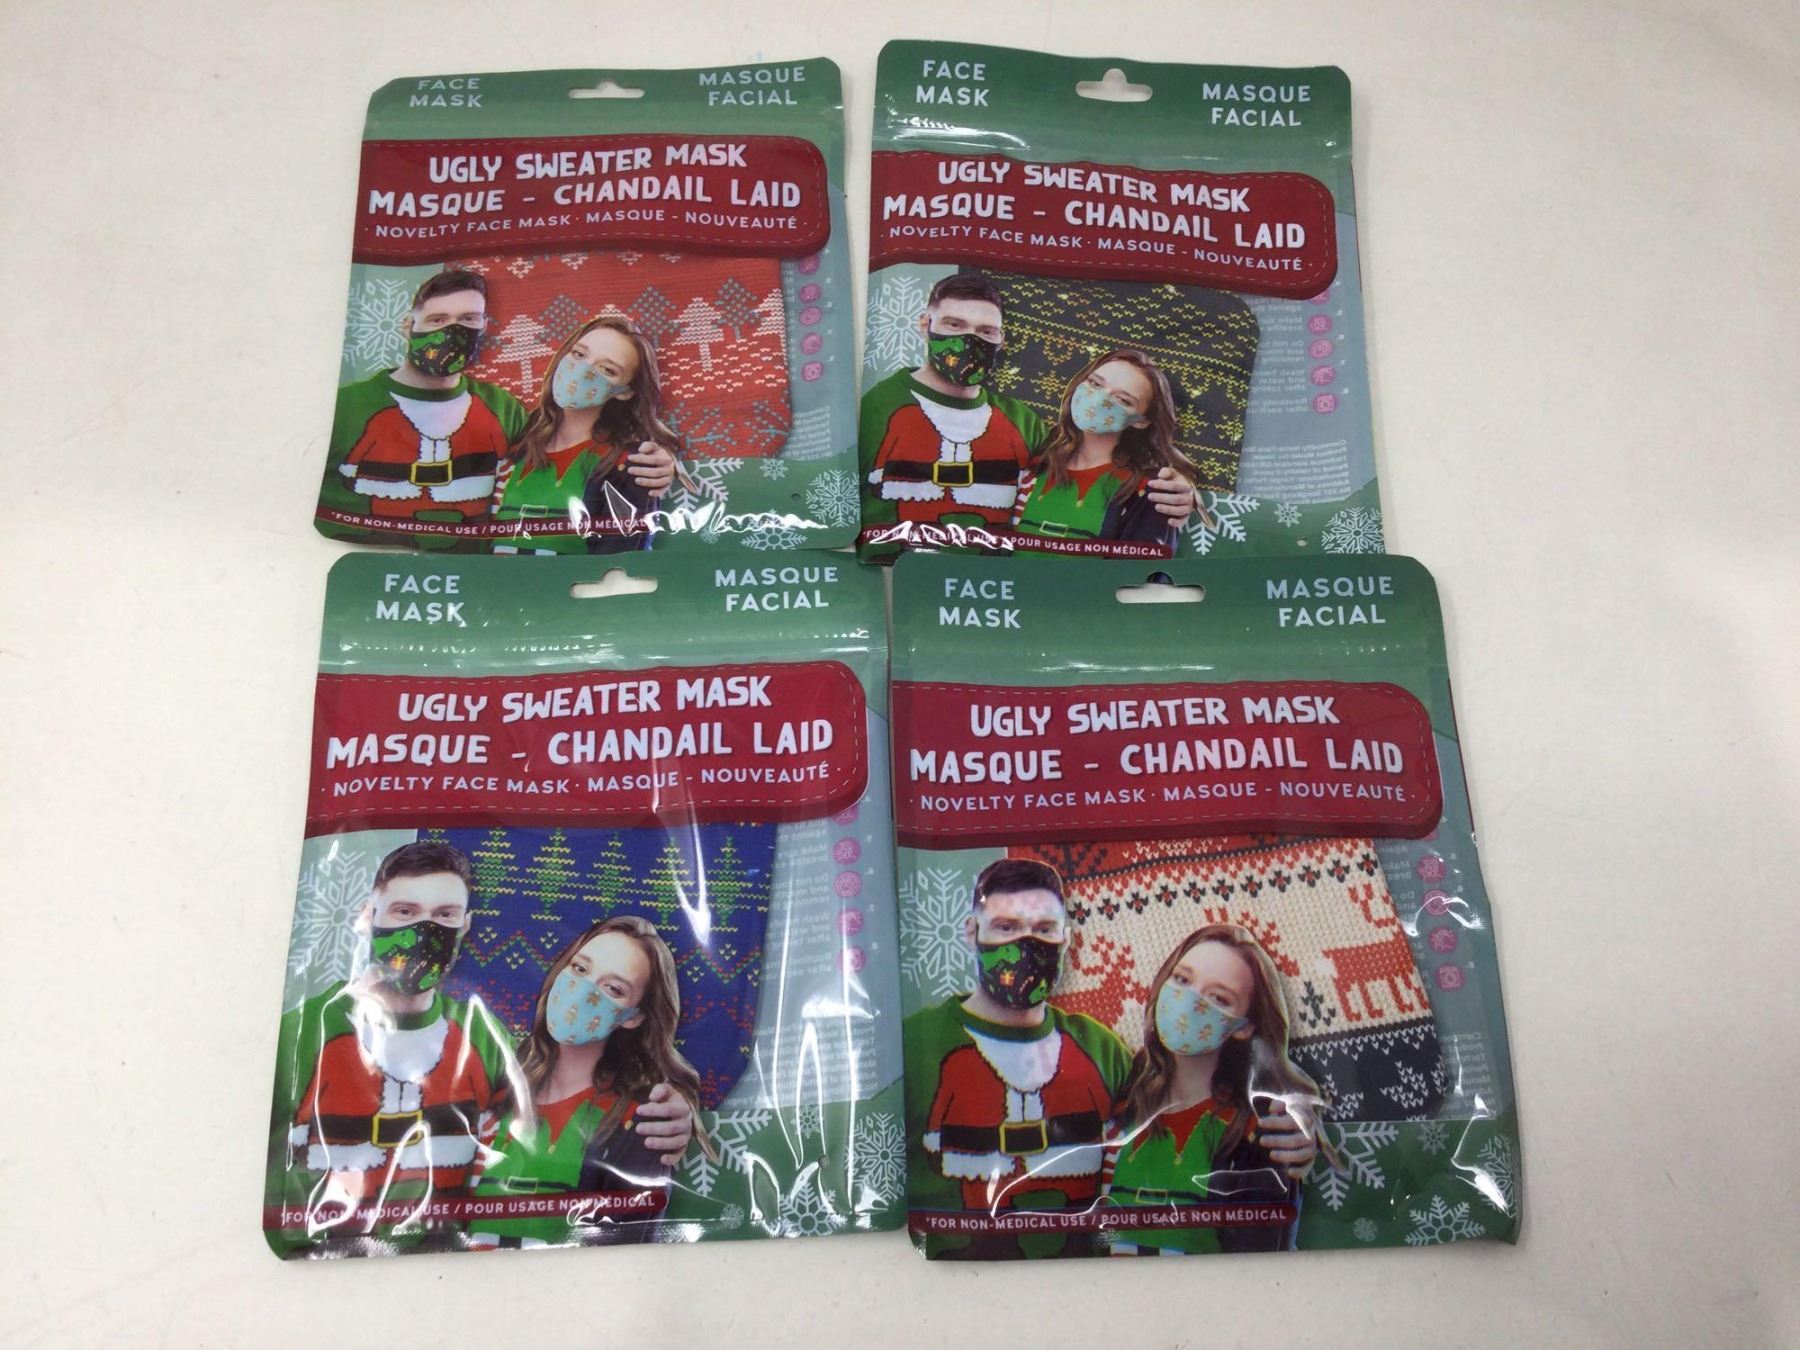 FACE
MASK
MASQUE
FACIAL
UGLY SWEATER MASK
MASQUE - CHANDAIL LAID
· NOVELTY FACE MASK · MASQUE - NOUVEAUTÉ ·
*FOR NON-MEDICAL USE / POUR USAGE NON MÉDICAL
FACE
MASK
MASQUE
FACIAL
UGLY SWEATER MASK
MASQUE - CHANDAIL LAID
· NOVELTY FACE MASK · MASQUE - NOUVEAUTÉ ·
*FOR NON-MEDICAL USE / POUR USAGE NON MÉDICAL
FACE
MASK
MASQUE
FACIAL
UGLY SWEATER MASK
MASQUE - CHANDAIL LAID
· NOVELTY FACE MASK · MASQUE - NOUVEAUTÉ ·
*FOR NON-MEDICAL USE / POUR USAGE NON MÉDICAL
FACE
MASK
MASQUE
FACIAL
UGLY SWEATER MASK
MASQUE - CHANDAIL LAID
· NOVELTY FACE MASK · MASQUE - NOUVEAUTÉ ·
*FOR NON-MEDICAL USE / POUR USAGE NON MÉDICAL